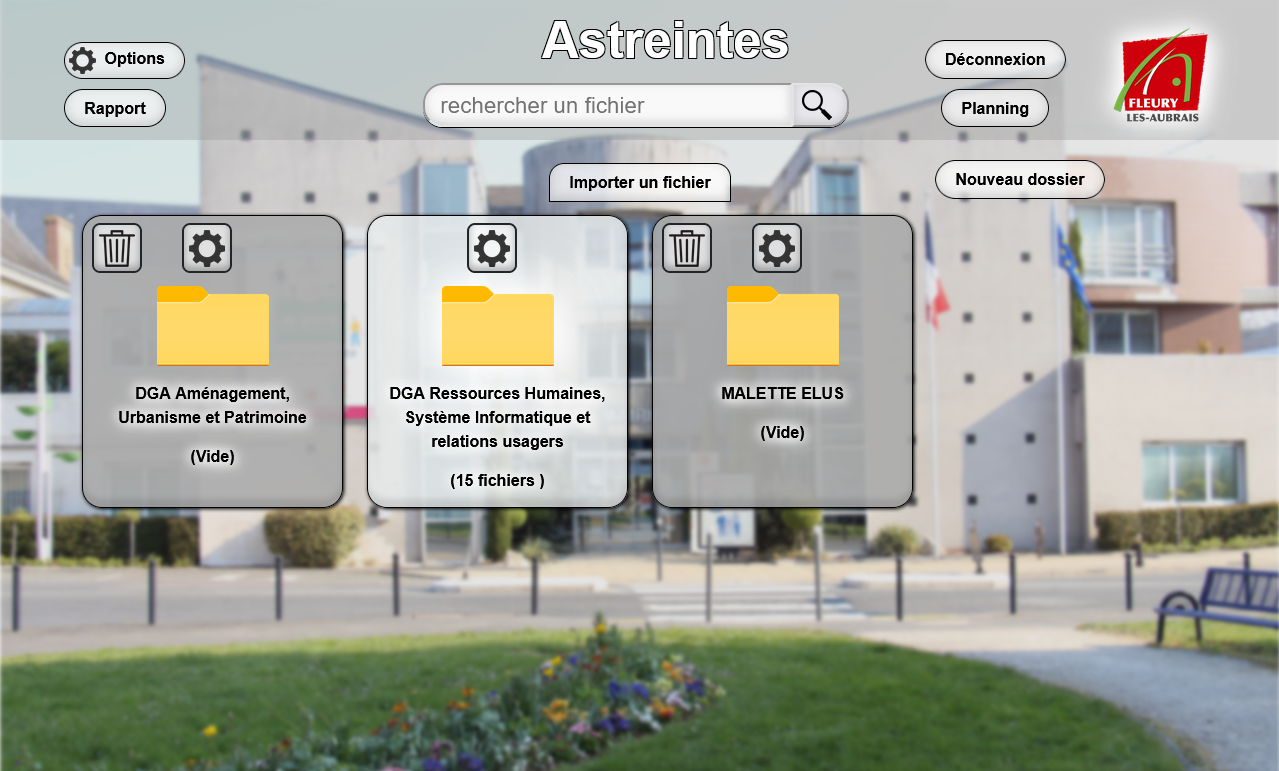 Astreintes
Options
Rapport
rechercher un fichier
Déconnexion
Planning
FLEURY
LES-AUBRAIS
Importer un fichier
Nouveau dossier
DGA Aménagement,
Urbanisme et Patrimoine
(Vide)
DGA Ressources Humaines,
Système Informatique et
relations usagers
(15 fichiers )
MALETTE ELUS
(Vide)